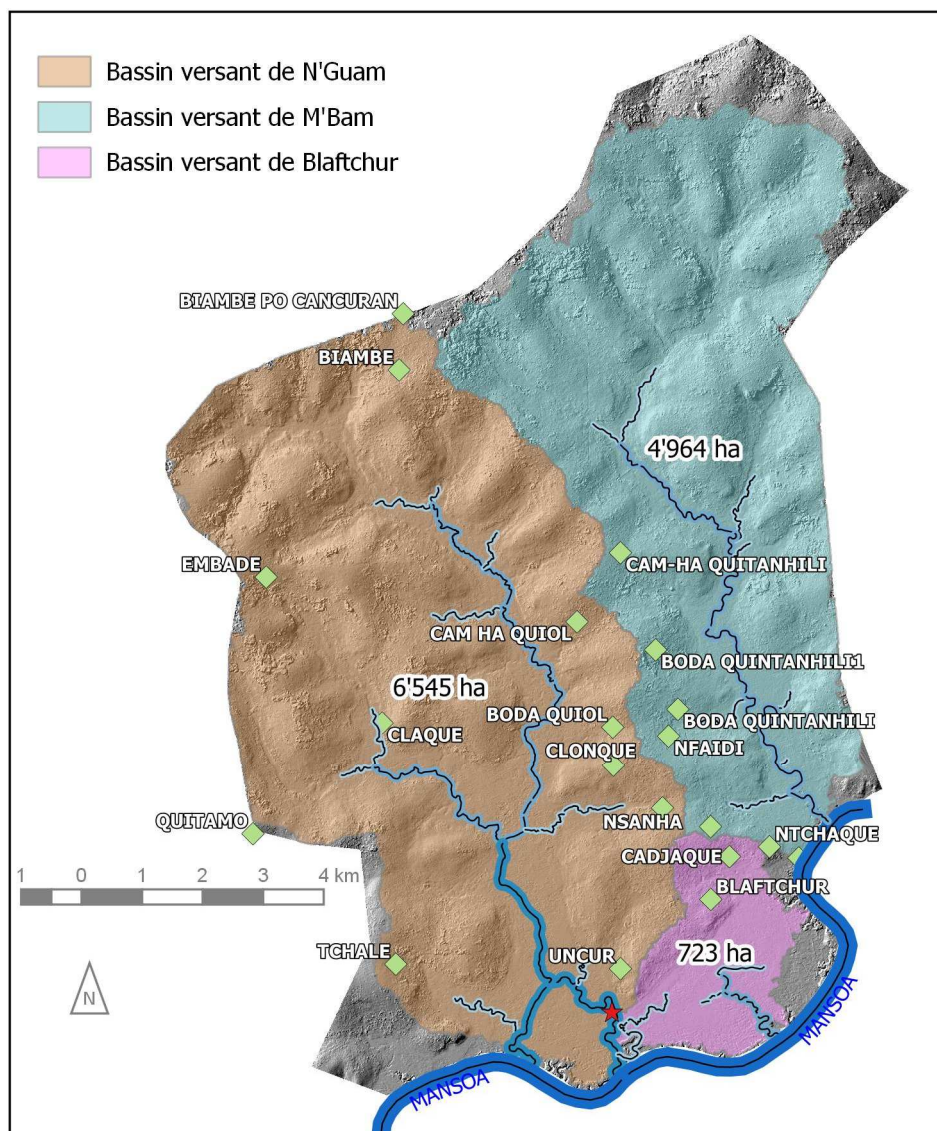 Bassin versant de N'Guam
Bassin versant de M'Bam
Bassin versant de Blaftchur
BIAMBE PO CANCURAN
BIAMBE
4'964 ha
EMBADE
CAM-HA QUITANHILI
CAM HA QUIOL
BODA QUINTANHILI1
6'545 ha
BODA QUIOL
BODA QUINTANHILI
CLAQUE
NFAIDI
CLONQUE
QUITAMO
NSANHA
NTCHAQUE
CADJAQUE
1 0 1 2 3 4 km
BLAFTCHUR
TCHALE
UNCUR
723 ha
N
MANSOA
MANSOA